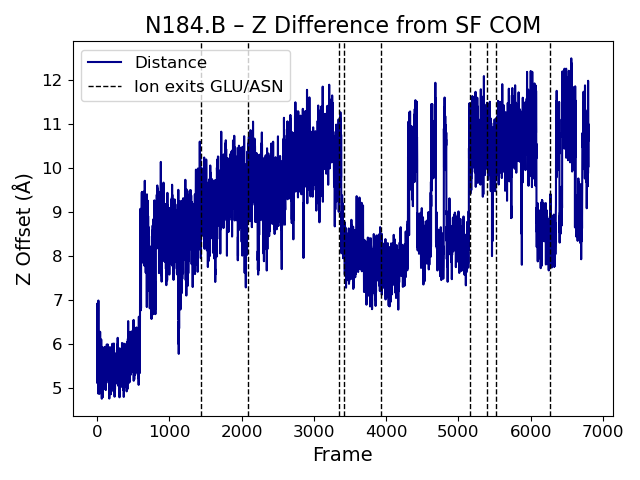 N184.B – Z Difference from SF COM
Distance
Ion exits GLU/ASN
Z Offset (Å)
12
11
10
9
8
7
6
5
0 1000 2000 3000 4000 5000 6000 7000
Frame